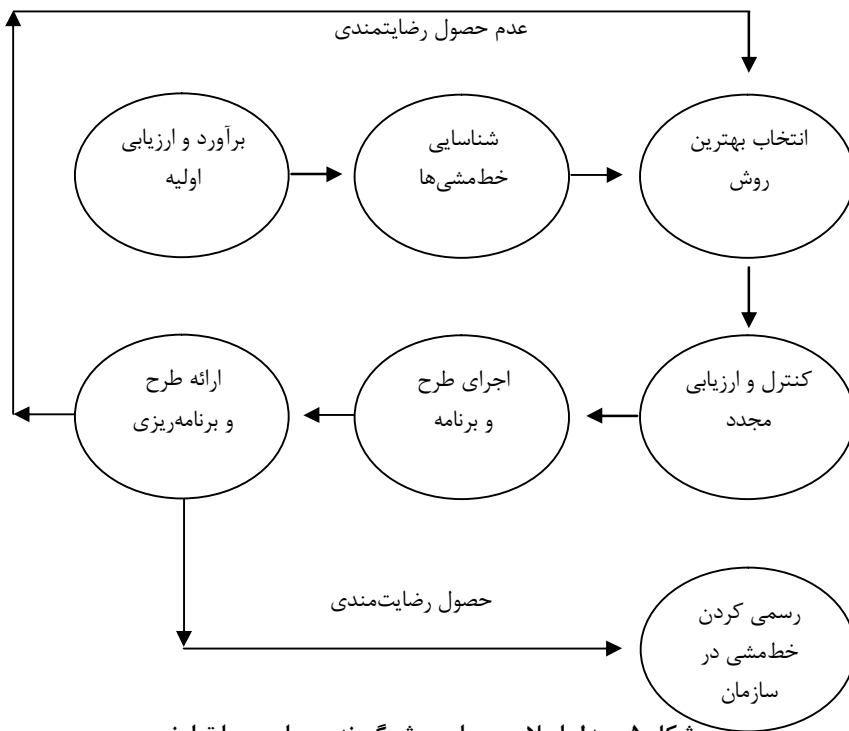 عدم حصول رضایتمندی
برآورد و ارزیابی
اولیه
شناسایی
خط‌مشی‌ها
انتخاب بهترین
روش
کنترل و ارزیابی
مجدد
اجرای طرح
و برنامه
ارائه طرح
و برنامه‌ریزی
حصول رضایت‌مندی
رسمی کردن
خط‌مشی در
سازمان